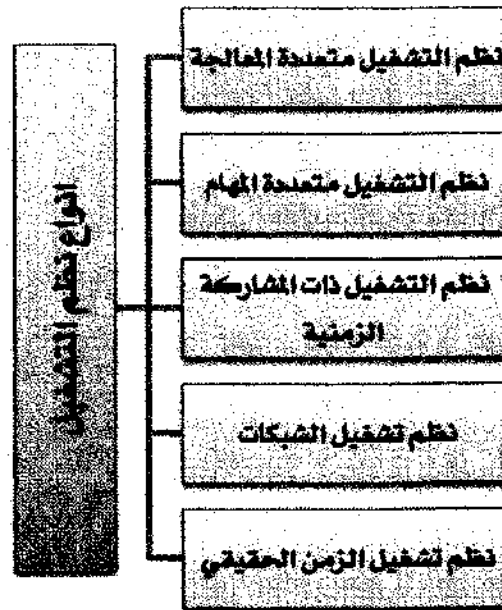 انواع نظم التشغيل
نظم التشغيل متعددة المعالجة
نظم التشغيل متعددة المهام
نظم التشغيل ذات المشاركة
الزمنية
نظم تشغيل الشبكات
نظم تشغيل الزمن الحقيقي